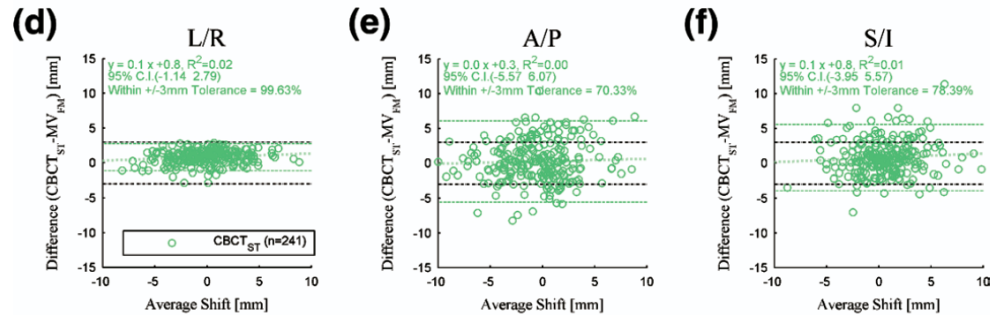 (d)
L/R
y = 0.1 x +0.8, R²=0.02
95% C.I.(-1.14 2.79) [mm]
Within +/-3mm Tolerance = 99.63%
Difference (CBCT_ST-MV_FM) [mm]
15
10
5
0
-5
-10
-15
CBCT_ST (n=241)
-10 -5 0 5 10
Average Shift [mm]
(e)
A/P
y = 0.0 x +0.3, R²=0.00
95% C.I.(-5.57 6.07) [mm]
Within +/-3mm Tolerance = 70.33%
Difference (CBCT_ST-MV_FM) [mm]
15
10
5
0
-5
-10
-15
-10 -5 0 5 10
Average Shift [mm]
(f)
S/I
y = 0.1 x +0.8, R²=0.01
95% C.I.(-3.95 5.57) [mm]
Within +/-3mm Tolerance = 78.39%
Difference (CBCT_ST-MV_FM) [mm]
15
10
5
0
-5
-10
-15
-10 -5 0 5 10
Average Shift [mm]